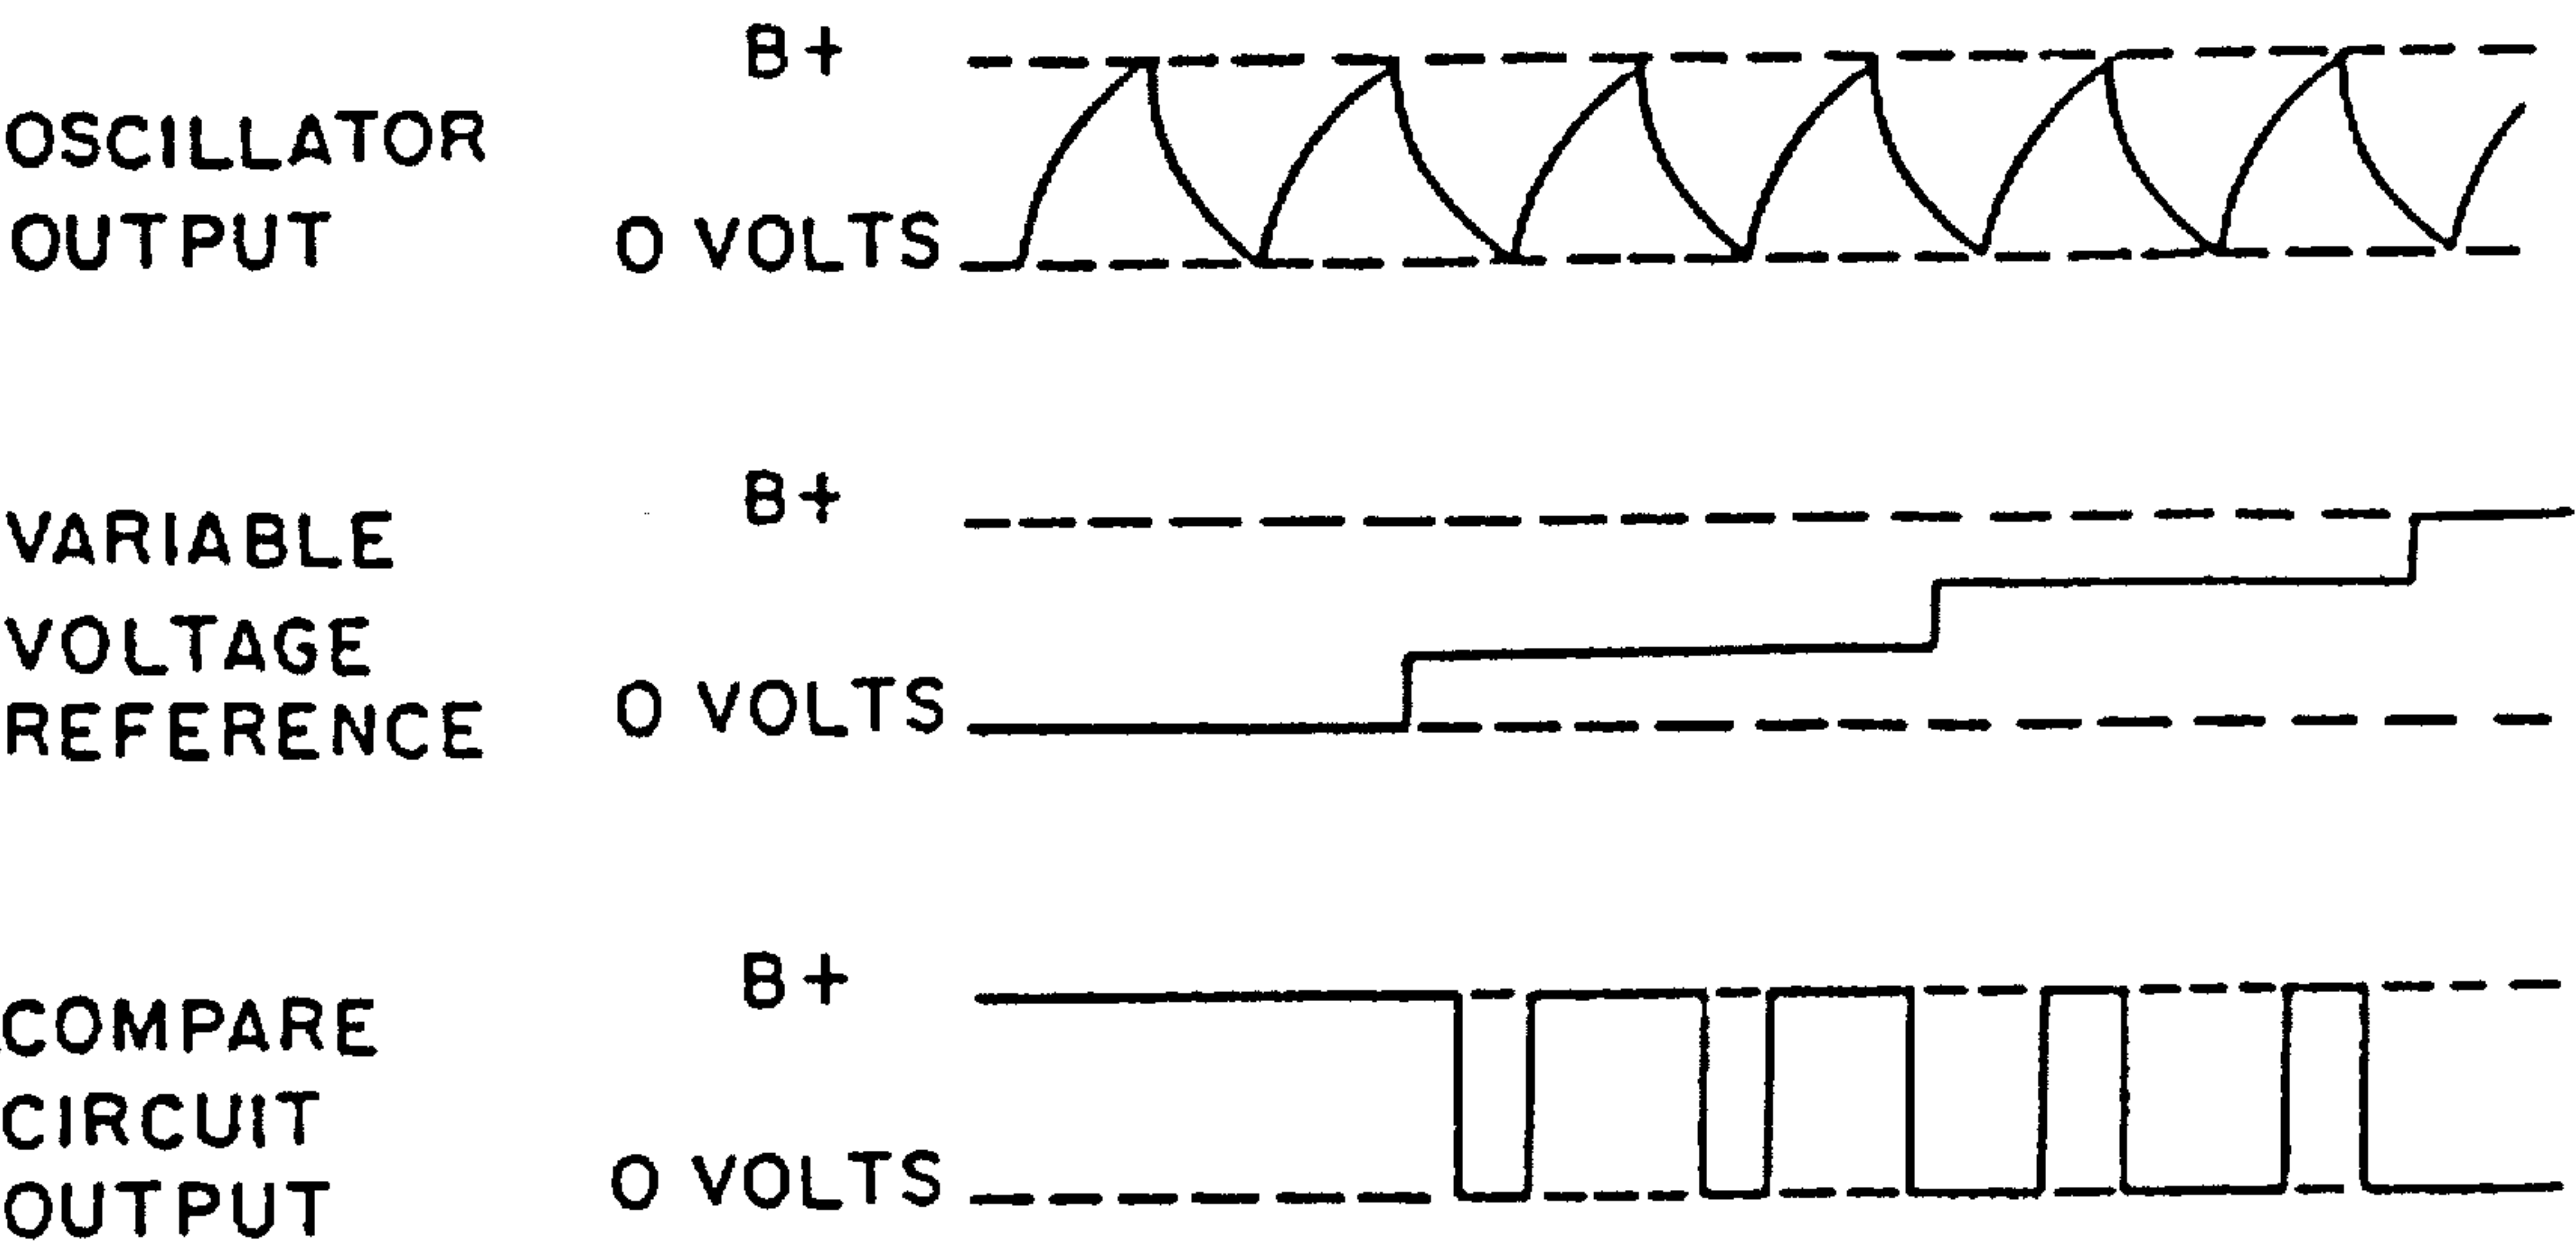 B+
OSCILLATOR
OUTPUT 0 VOLTS
B+
VARIABLE
VOLTAGE
REFERENCE 0 VOLTS
B+
COMPARE
CIRCUIT
OUTPUT 0 VOLTS